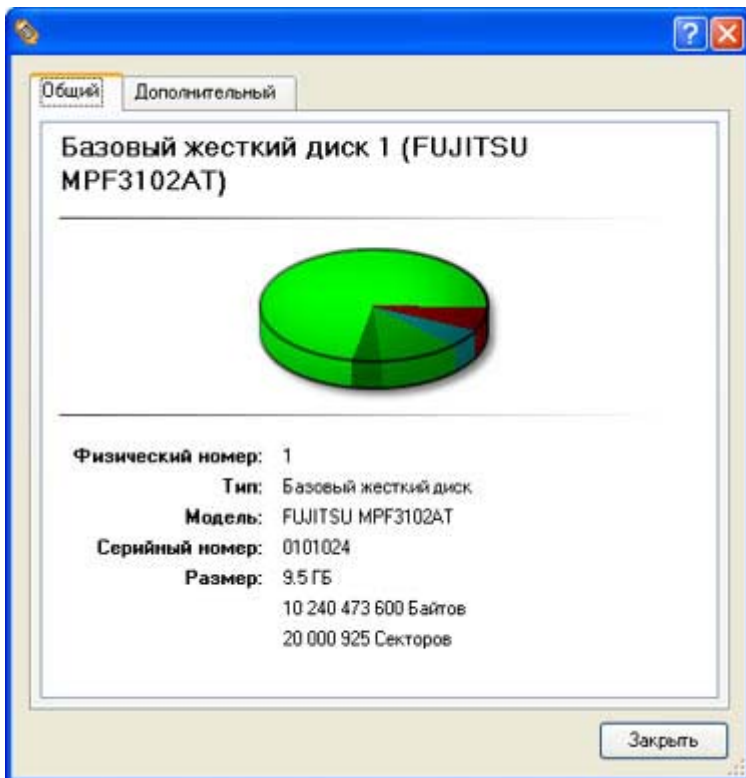 Общий
Дополнительный
Базовый жесткий диск 1 (FUJITSU
MPF3102AT)
Физический номер: 1
Тип: Базовый жесткий диск
Модель: FUJITSU MPF3102AT
Серийный номер: 0101024
Размер: 9.5 ГБ
10 240 473 600 Байтов
20 000 925 Секторов
Закрыть